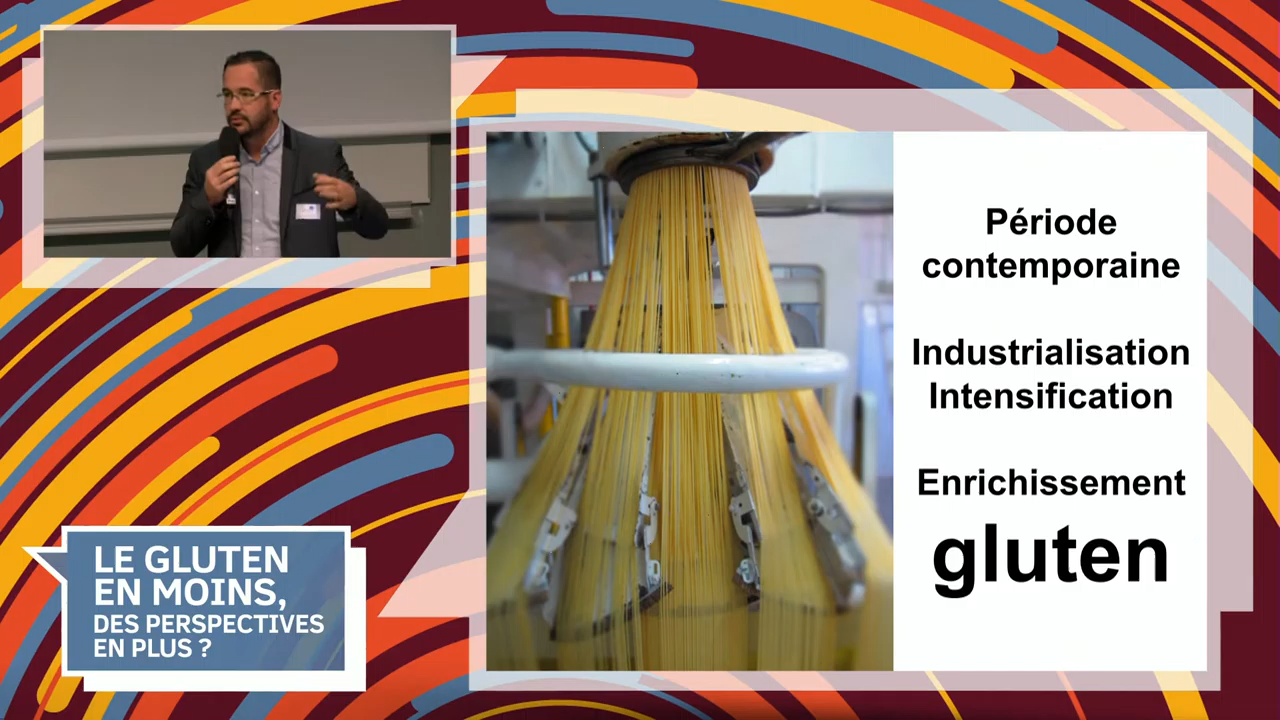 Période
contemporaine
Industrialisation
Intensification
Enrichissement
gluten
LE GLUTEN
EN MOINS,
DES PERSPECTIVES
EN PLUS ?